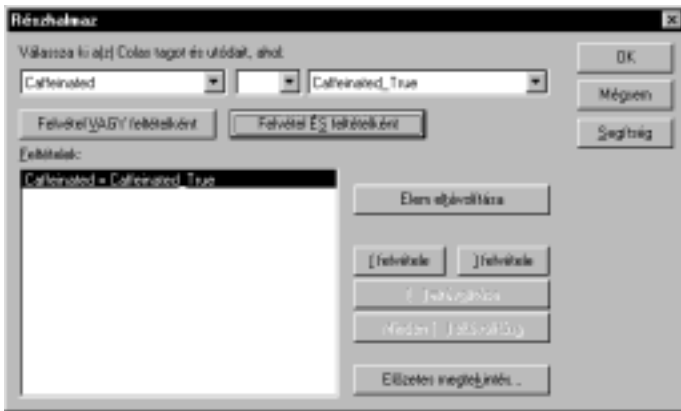 Részhalmaz
Válassza ki a(z) Colas tagot és utódait, ahol:
Caffeinated
Caffeinated_True
OK
Mégsem
Segítség
Felvétel VAGY feltételként
Felvétel ÉS feltételként
Feltételek:
Caffeinated = Caffeinated_True
Elem eltávolítása
( felvétele
) felvétele
Előzetes megtekintés...